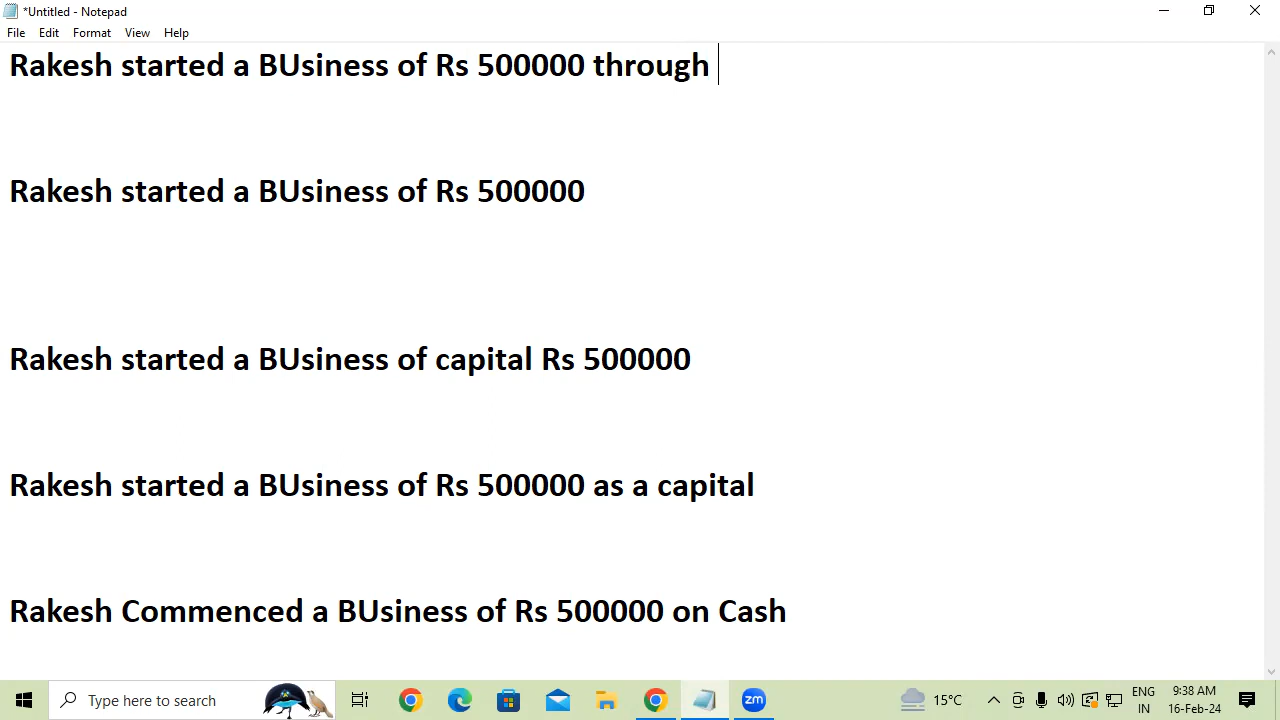 *Untitled - Notepad
File Edit Format View Help
Rakesh started a BUsiness of Rs 500000 through
Rakesh started a BUsiness of Rs 500000
Rakesh started a BUsiness of capital Rs 500000
Rakesh started a BUsiness of Rs 500000 as a capital
Rakesh Commenced a BUsiness of Rs 500000 on Cash
Type here to search
zm
15°C
ENG
IN
9:38 AM
16-Feb-24